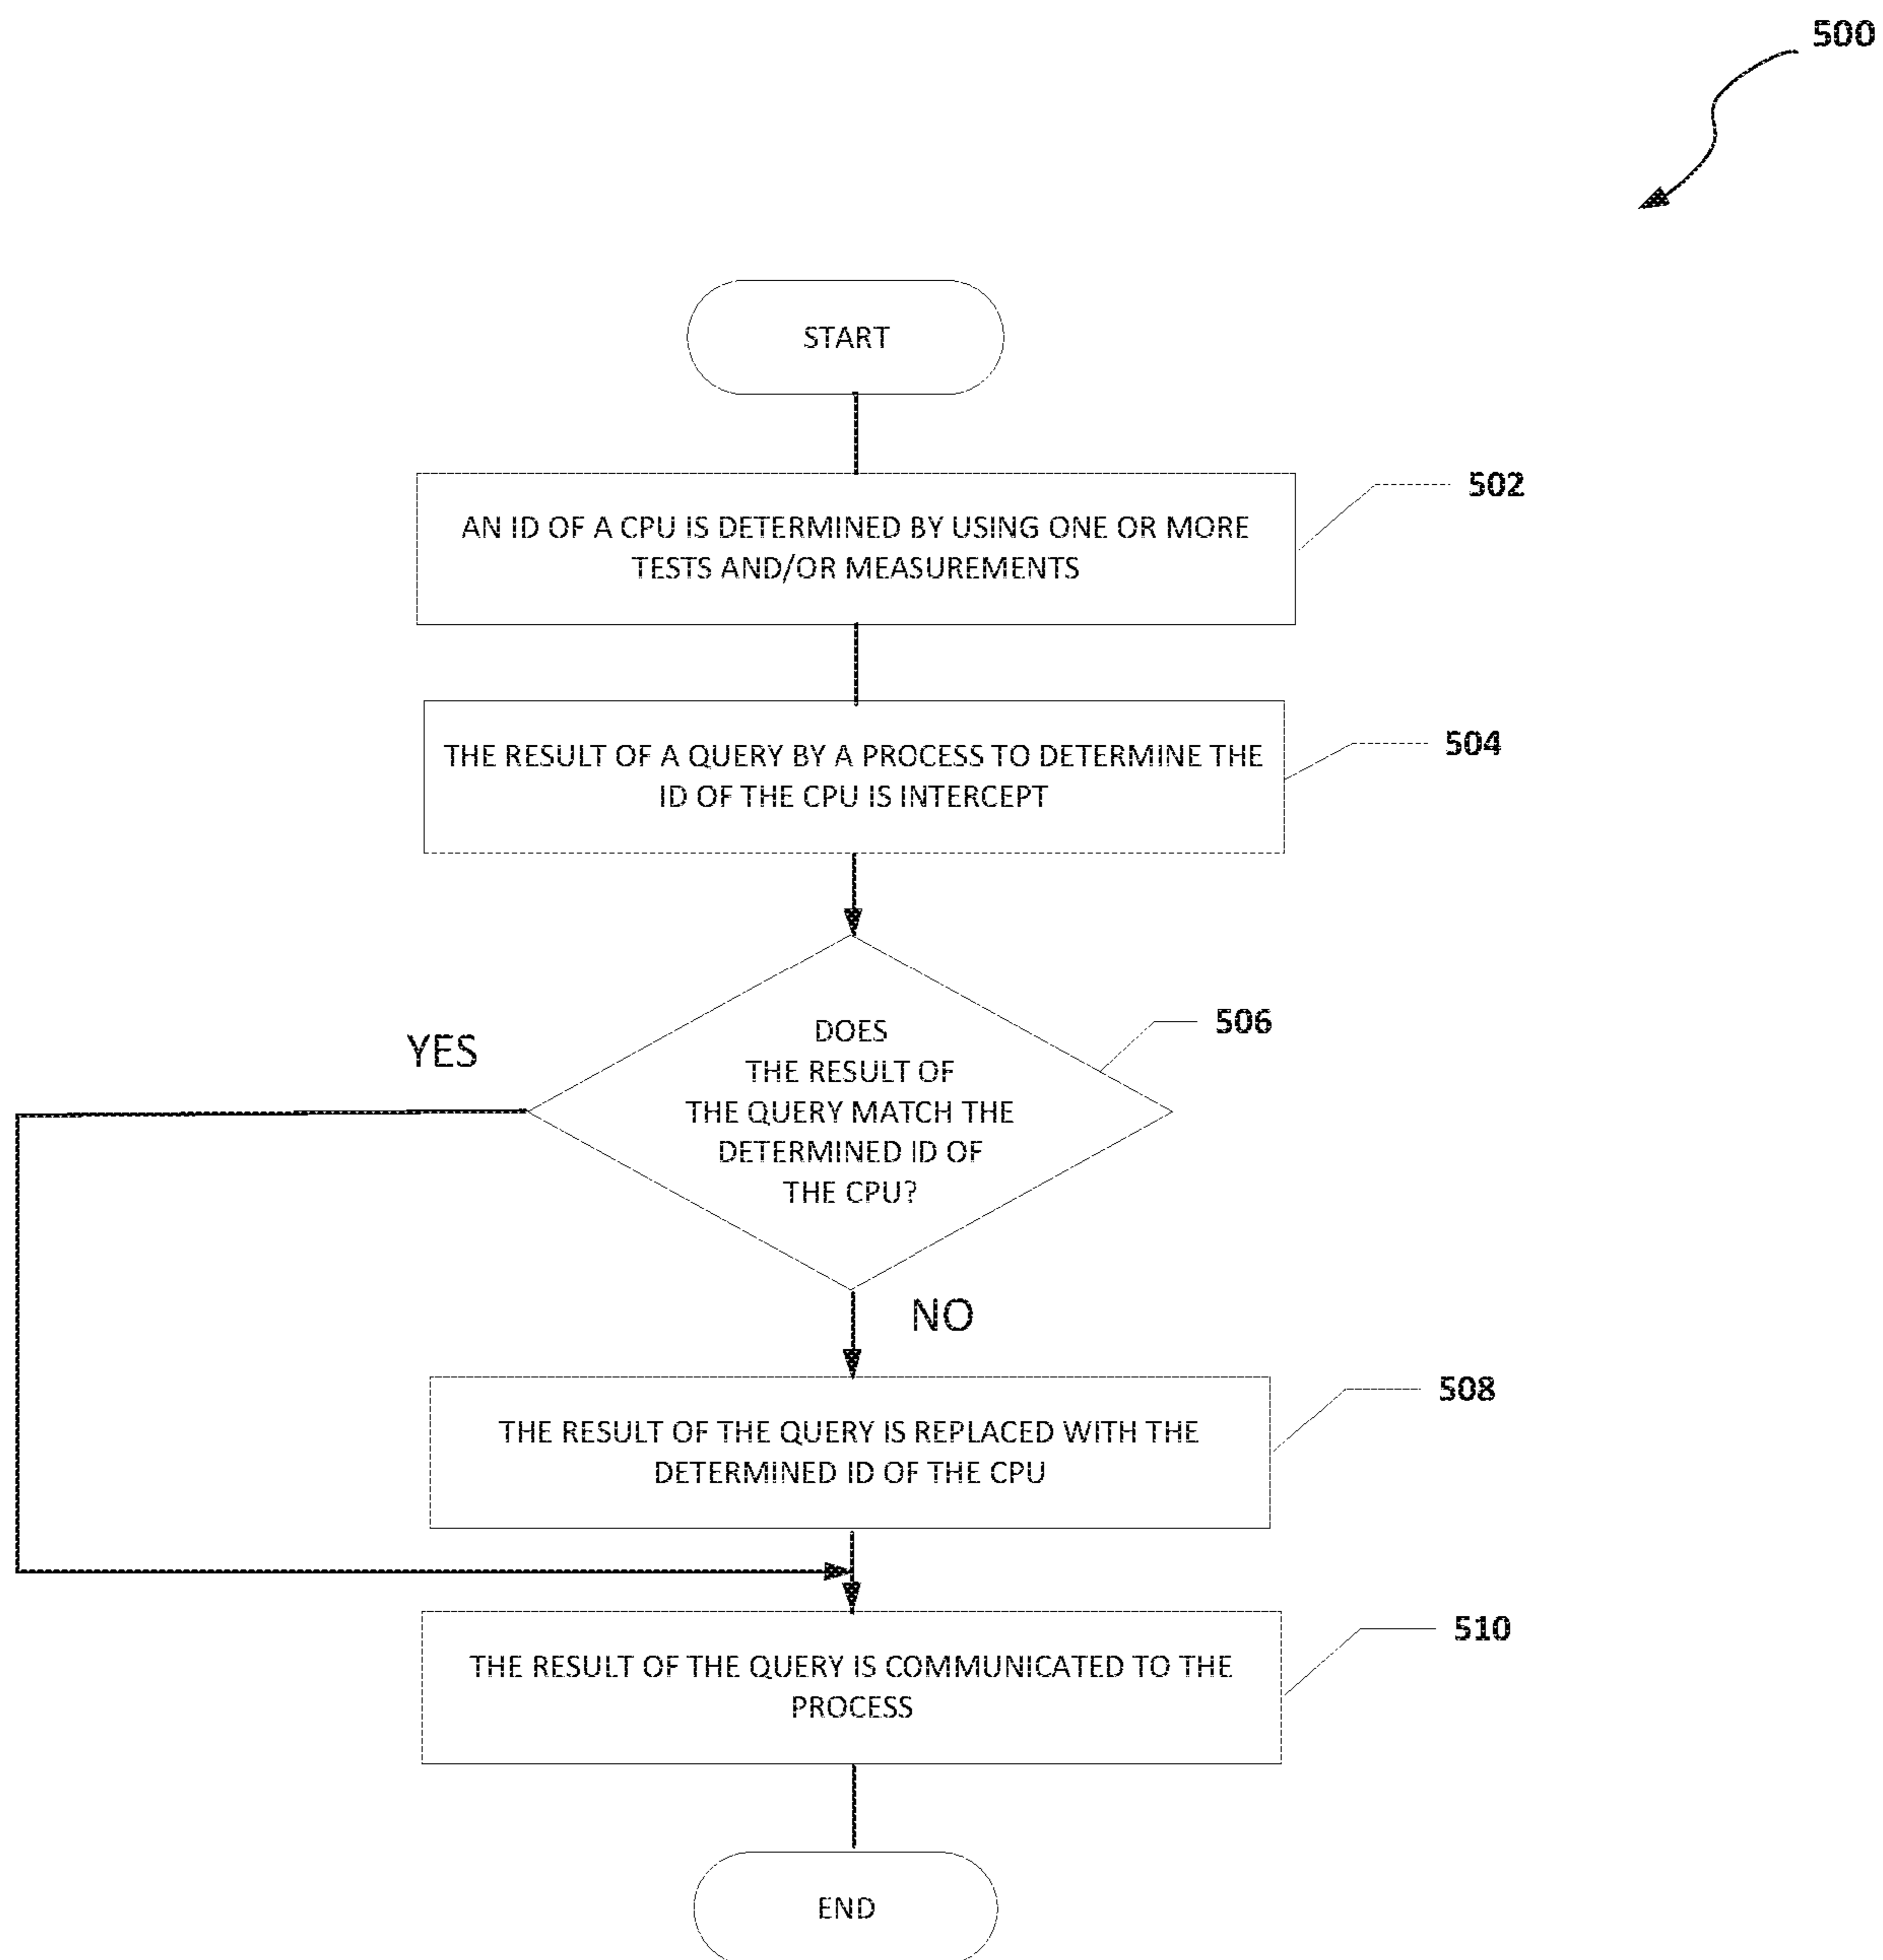 500
START
502
AN ID OF A CPU IS DETERMINED BY USING ONE OR MORE
TESTS AND/OR MEASUREMENTS
504
THE RESULT OF A QUERY BY A PROCESS TO DETERMINE THE
ID OF THE CPU IS INTERCEPT
506
YES
DOES
THE RESULT OF
THE QUERY MATCH THE
DETERMINED ID OF
THE CPU?
NO
508
THE RESULT OF THE QUERY IS REPLACED WITH THE
DETERMINED ID OF THE CPU
510
THE RESULT OF THE QUERY IS COMMUNICATED TO THE
PROCESS
END